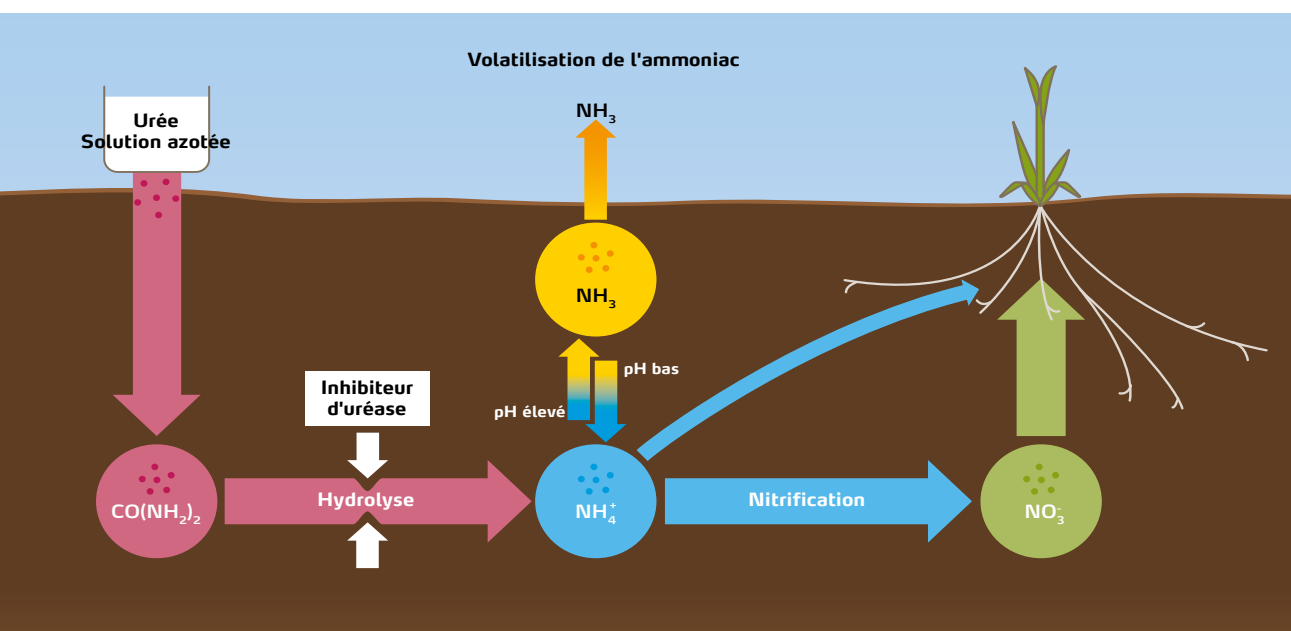 Volatilisation de l'ammoniac
NH₃
Urée
Solution azotée
NH₃
pH bas
pH élevé
Inhibiteur
d'uréase
CO(NH₂)₂
Hydrolyse
NH₄⁺
Nitrification
NO₃⁻